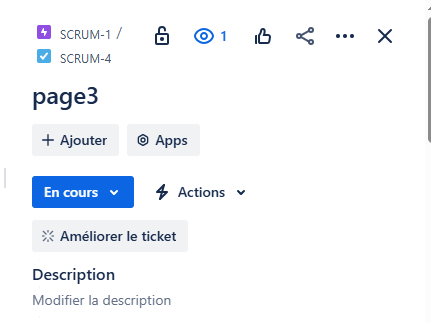 SCRUM-1 /
1
SCRUM-4
page3
Ajouter
Apps
En cours
Actions
Améliorer le ticket
Description
Modifier la description